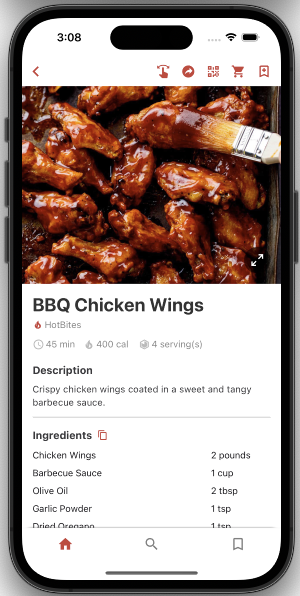 3:08
BBQ Chicken Wings
HotBites
45 min 400 cal 4 serving(s)
Description
Crispy chicken wings coated in a sweet and tangy
barbecue sauce.
Ingredients
Chicken Wings 2 pounds
Barbecue Sauce 1 cup
Olive Oil 2 tbsp
Garlic Powder 1 tsp
Dried Oregano 1 tsp